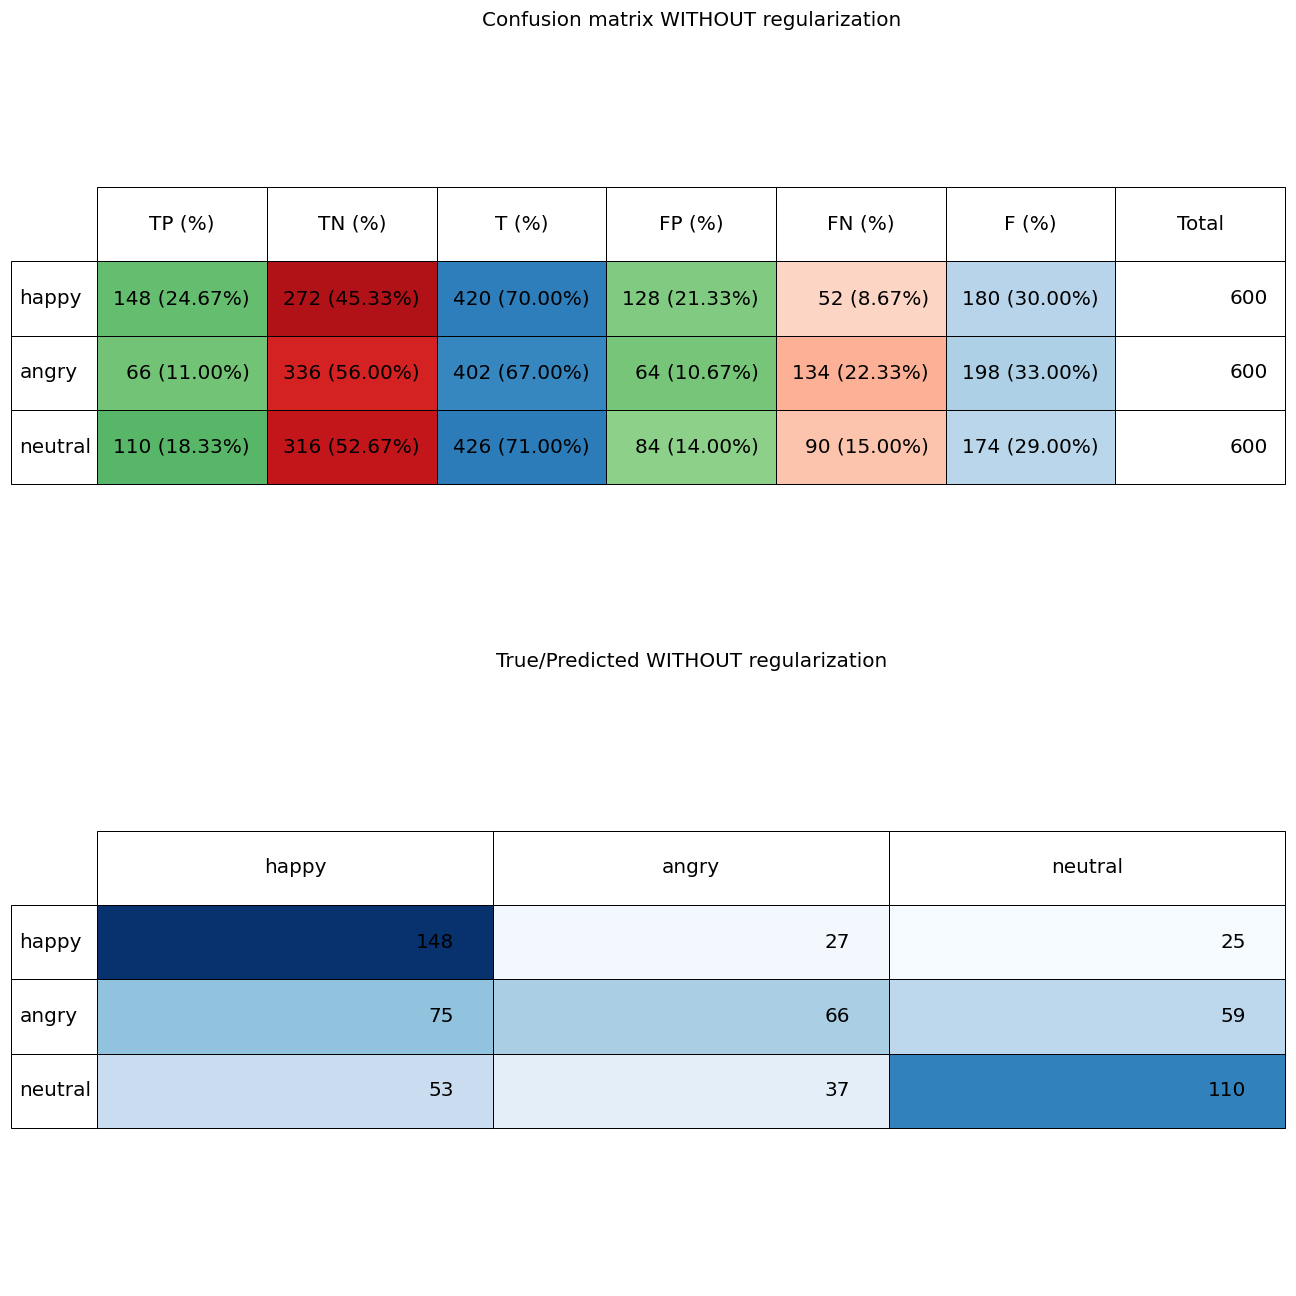 Confusion matrix WITHOUT regularization
TP (%) TN (%) T (%) FP (%) FN (%) F (%) Total
happy 148 (24.67%) 272 (45.33%) 420 (70.00%) 128 (21.33%) 52 (8.67%) 180 (30.00%) 600
angry 66 (11.00%) 336 (56.00%) 402 (67.00%) 64 (10.67%) 134 (22.33%) 198 (33.00%) 600
neutral 110 (18.33%) 316 (52.67%) 426 (71.00%) 84 (14.00%) 90 (15.00%) 174 (29.00%) 600
True/Predicted WITHOUT regularization
happy angry neutral
happy 148 27 25
angry 75 66 59
neutral 53 37 110